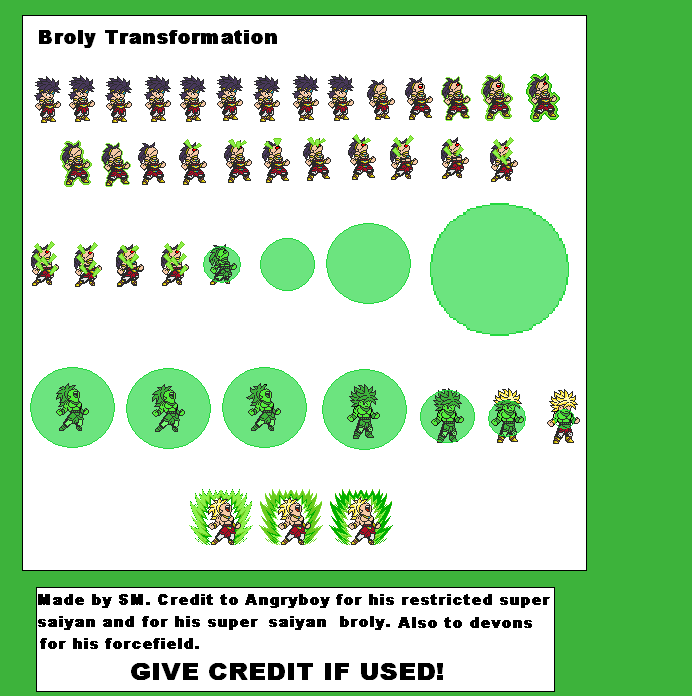 Broly Transformation
Made by SM. Credit to Angryboy for his restricted super
saiyan and for his super saiyan broly. Also to devons
for his forcefield.
GIVE CREDIT IF USED!